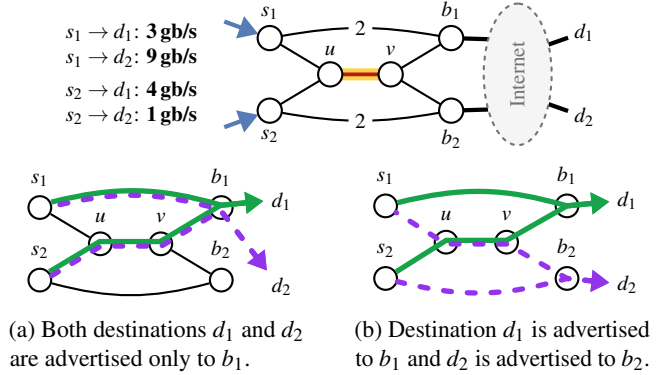 s₁ → d₁: 3 gb/s
s₁ → d₂: 9 gb/s
s₂ → d₁: 4 gb/s
s₂ → d₂: 1 gb/s
s₁
2
b₁
d₁
u
v
Internet
s₂
2
b₂
d₂
s₁
b₁
d₁
u
v
s₂
b₂
d₂
(a) Both destinations d₁ and d₂
are advertised only to b₁.
s₁
b₁
d₁
u
v
s₂
b₂
d₂
(b) Destination d₁ is advertised
to b₁ and d₂ is advertised to b₂.